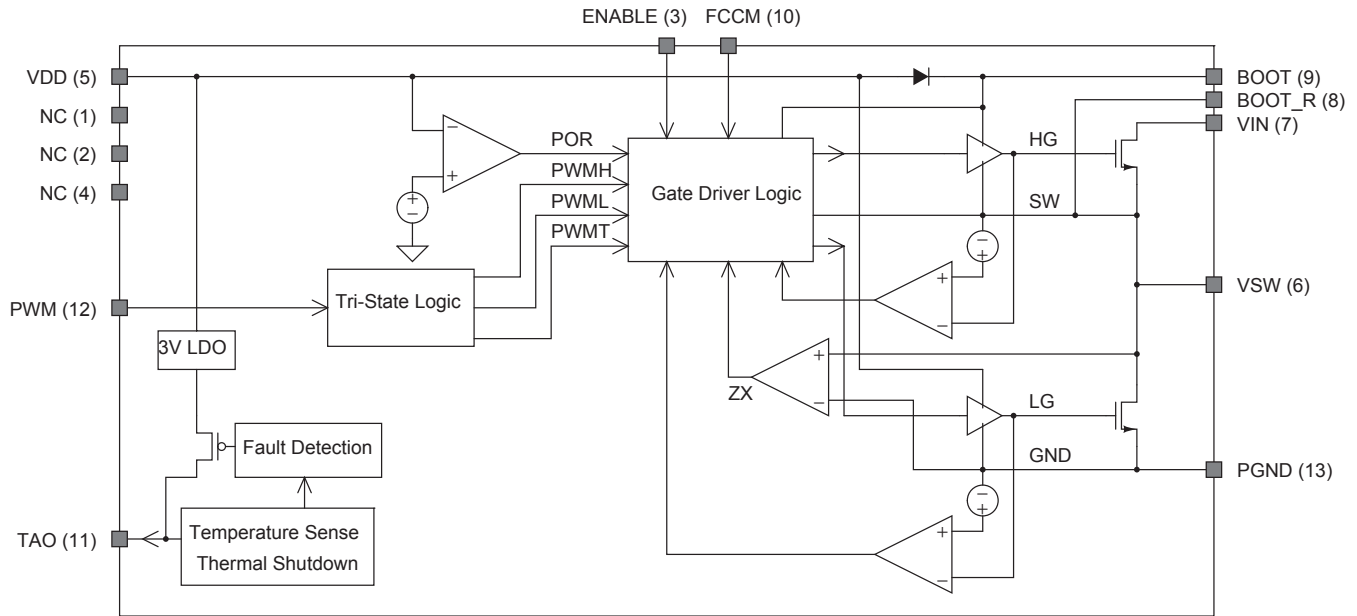 ENABLE (3)
FCCM (10)
VDD (5)
NC (1)
NC (2)
NC (4)
PWM (12)
TAO (11)
BOOT (9)
BOOT_R (8)
VIN (7)
VSW (6)
PGND (13)
POR
PWMH
PWML
PWMT
Gate Driver Logic
HG
SW
Tri-State Logic
3V LDO
ZX
LG
GND
Fault Detection
Temperature Sense
Thermal Shutdown